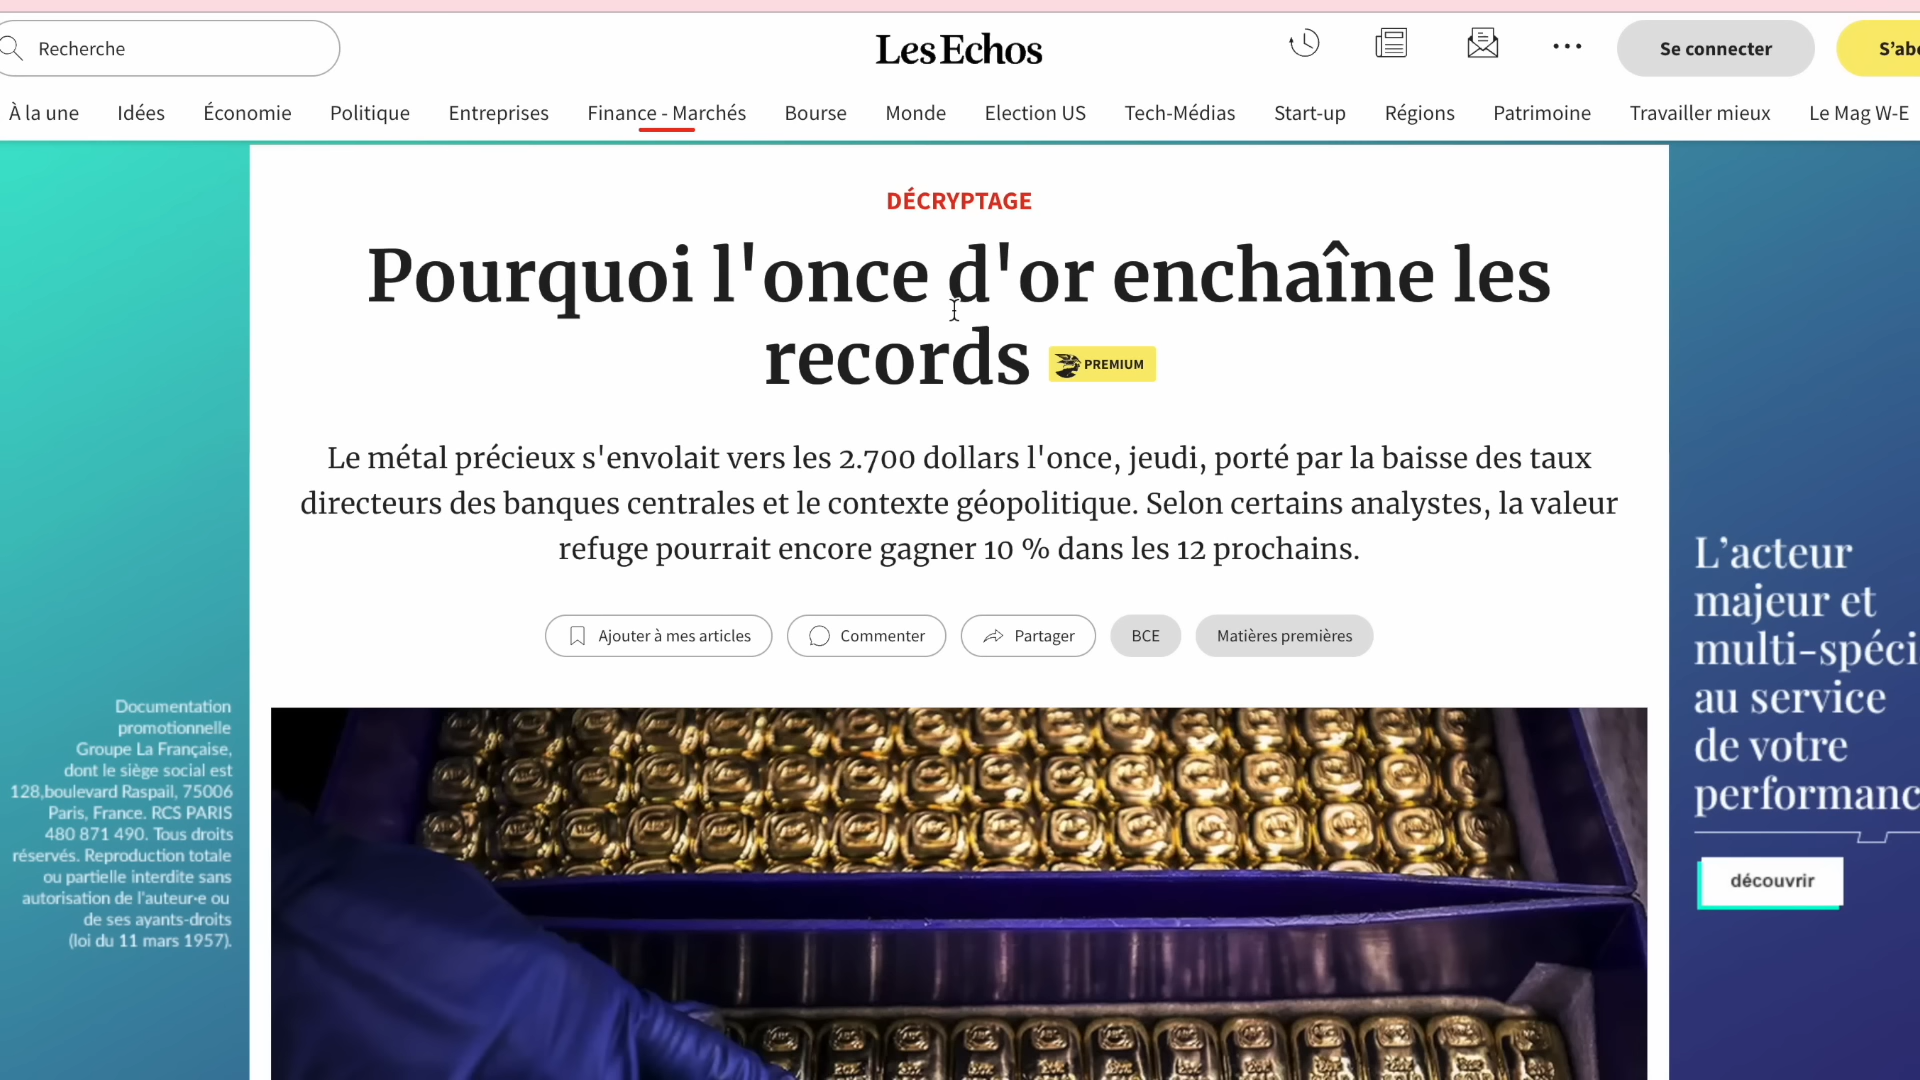 Recherche
Les Echos
Se connecter
À la une Idées Économie Politique Entreprises Finance - Marchés Bourse Monde Election US Tech-Médias Start-up Régions Patrimoine Travailler mieux Le Mag W-E
DÉCRYPTAGE
Pourquoi l'once d'or enchaîne les
records PREMIUM
Le métal précieux s'envolait vers les 2.700 dollars l'once, jeudi, porté par la baisse des taux
directeurs des banques centrales et le contexte géopolitique. Selon certains analystes, la valeur
refuge pourrait encore gagner 10 % dans les 12 prochains.
Ajouter à mes articles Commenter Partager BCE Matières premières
Documentation
promotionnelle
Groupe La Française,
dont le siège social est
128,boulevard Raspail, 75006
Paris, France. RCS PARIS
480 871 490. Tous droits
réservés. Reproduction totale
ou partielle interdite sans
autorisation de l'auteur·e ou
de ses ayants-droits
(loi du 11 mars 1957).
L'acteur
majeur et
multi-spéci
au service
de votre
performanc
découvrir